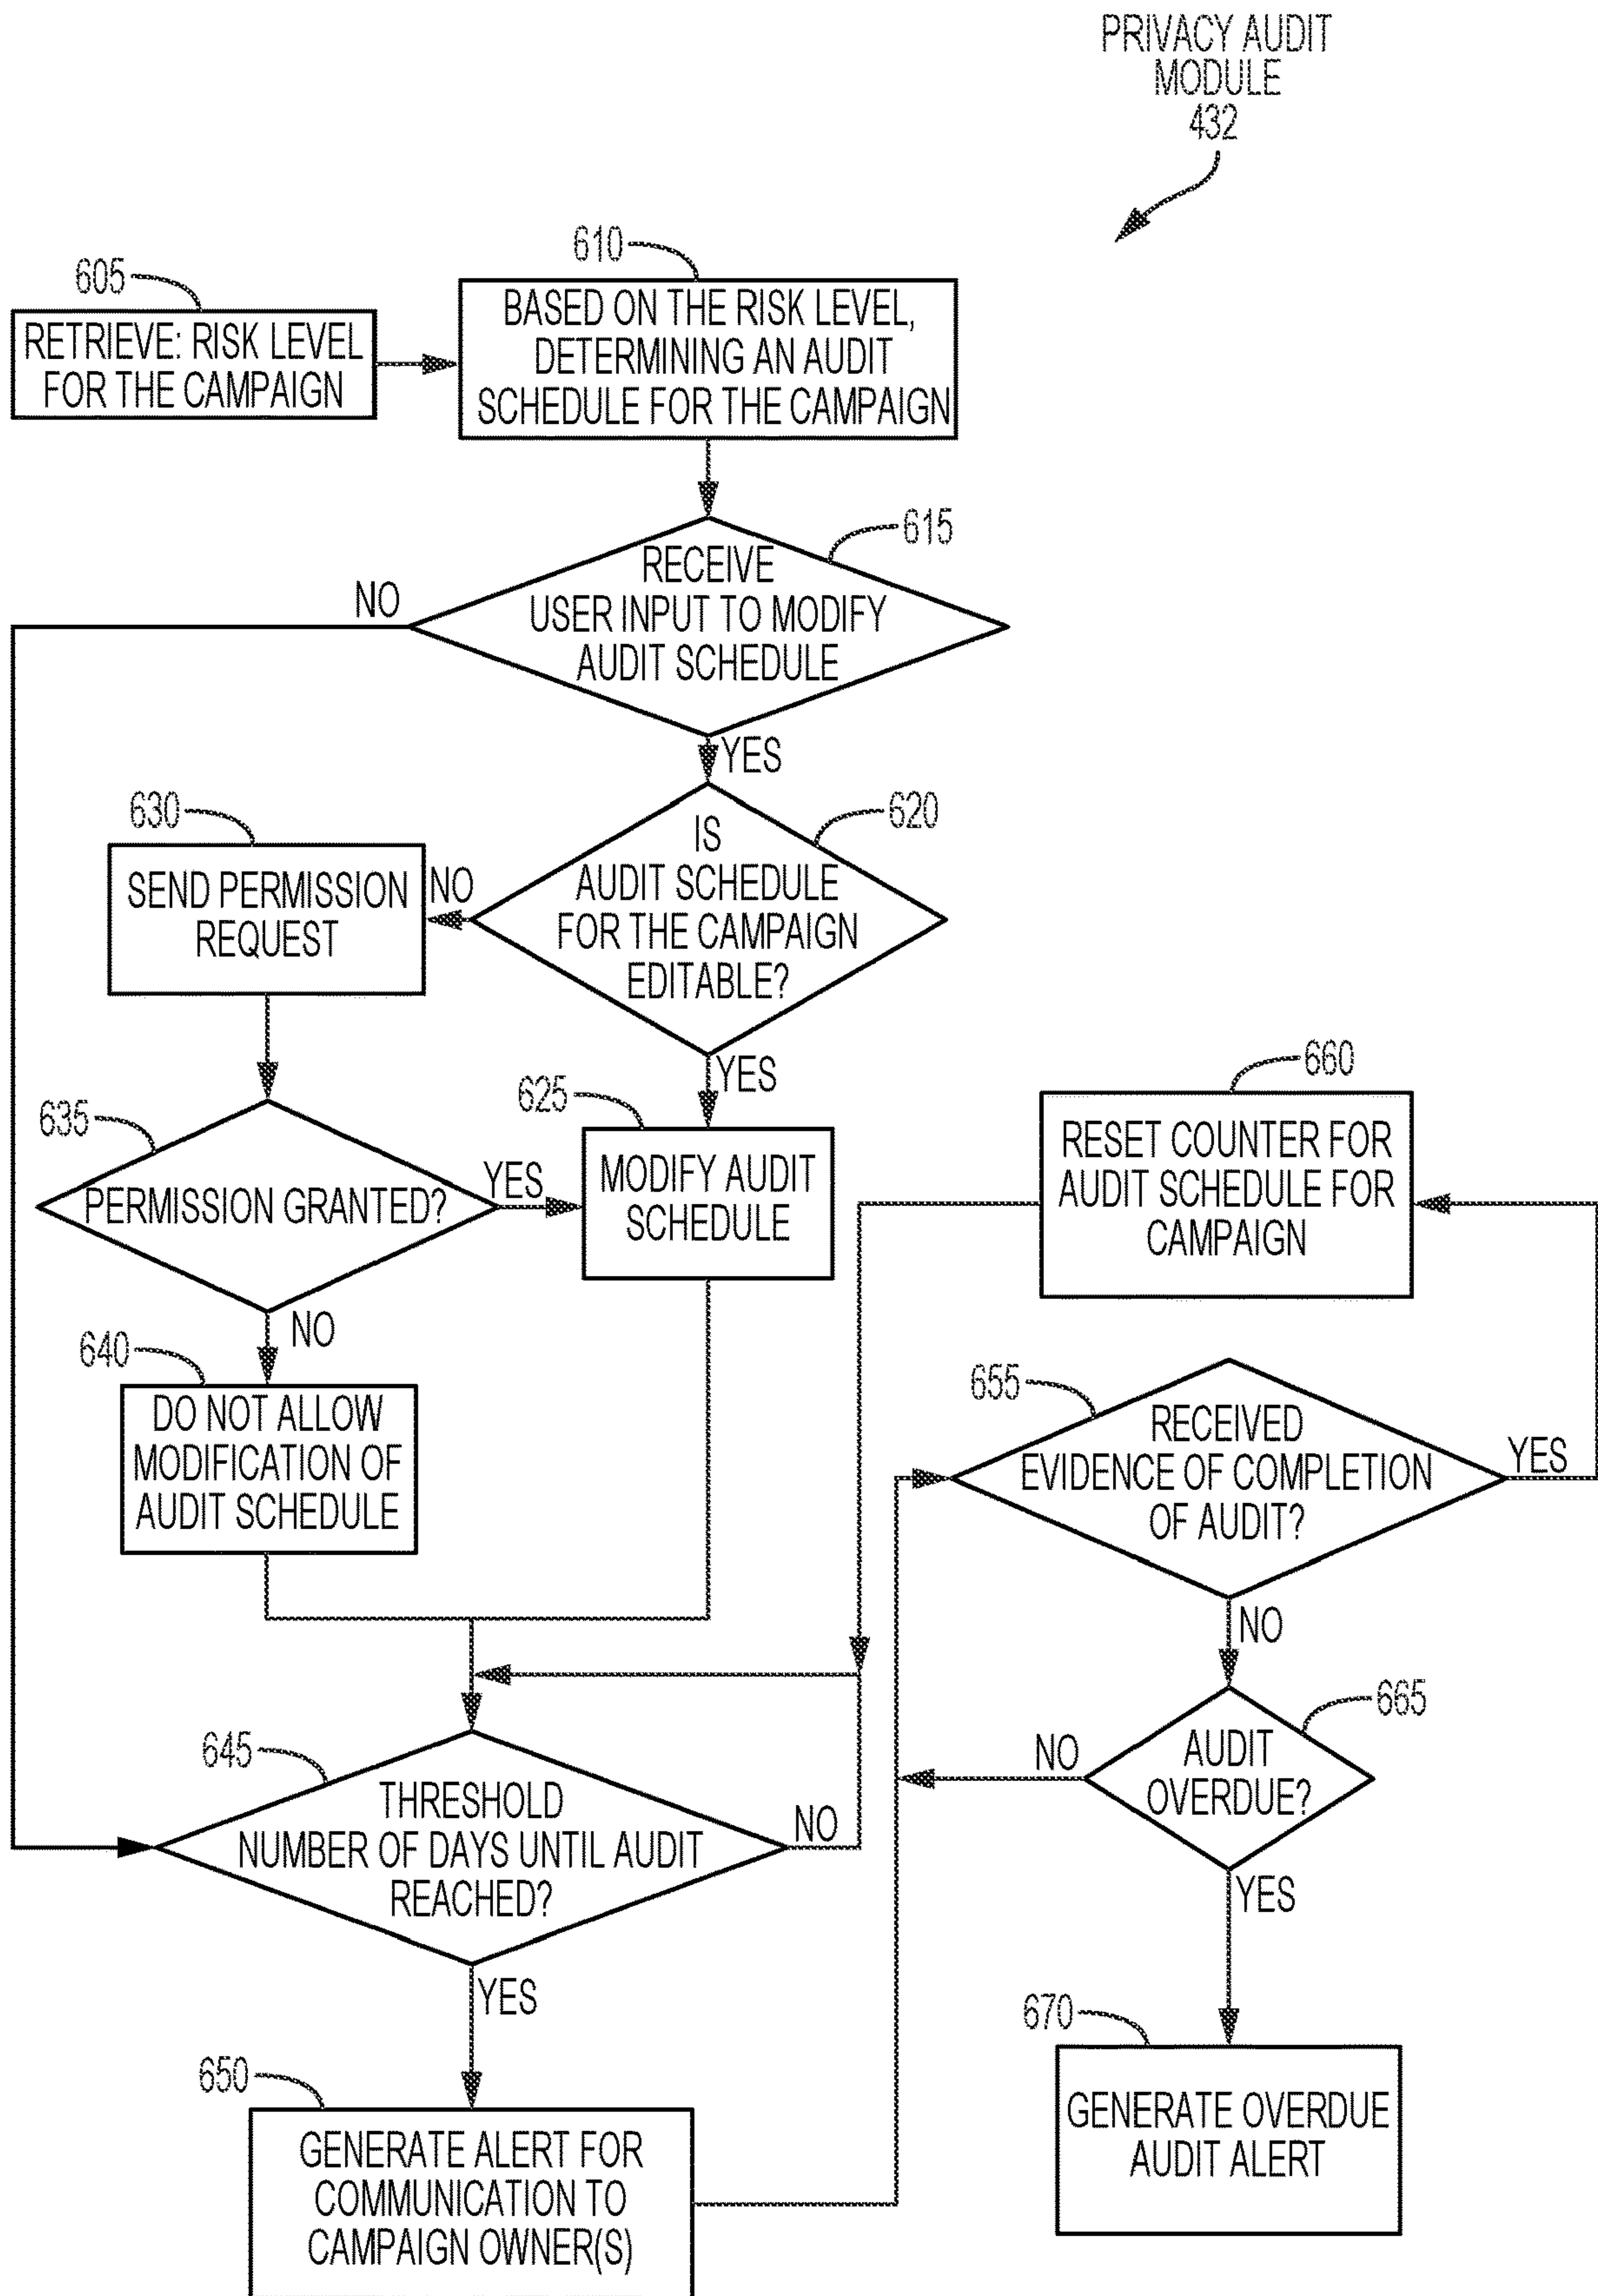 PRIVACY AUDIT
MODULE
432
605
RETRIEVE: RISK LEVEL
FOR THE CAMPAIGN
610
BASED ON THE RISK LEVEL,
DETERMINING AN AUDIT
SCHEDULE FOR THE CAMPAIGN
615
RECEIVE
USER INPUT TO MODIFY
AUDIT SCHEDULE
NO
YES
620
IS
AUDIT SCHEDULE
FOR THE CAMPAIGN
EDITABLE?
NO
YES
630
SEND PERMISSION
REQUEST
635
PERMISSION GRANTED?
YES
NO
625
MODIFY AUDIT
SCHEDULE
640
DO NOT ALLOW
MODIFICATION OF
AUDIT SCHEDULE
645
THRESHOLD
NUMBER OF DAYS UNTIL AUDIT
REACHED?
NO
YES
650
GENERATE ALERT FOR
COMMUNICATION TO
CAMPAIGN OWNER(S)
660
RESET COUNTER FOR
AUDIT SCHEDULE FOR
CAMPAIGN
655
RECEIVED
EVIDENCE OF COMPLETION
OF AUDIT?
YES
NO
665
AUDIT
OVERDUE?
NO
YES
670
GENERATE OVERDUE
AUDIT ALERT